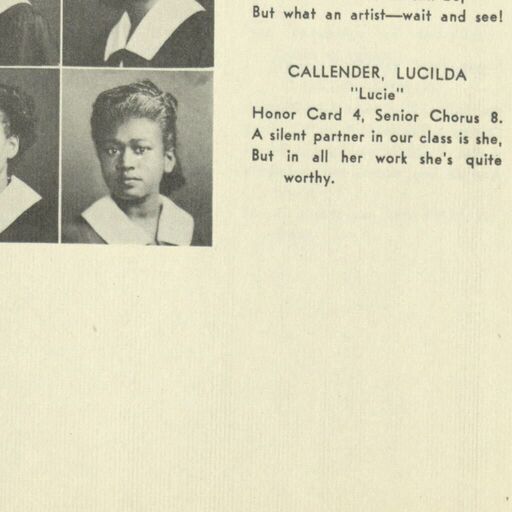 But what an artist—wait and see!
CALLENDER, LUCILDA
"Lucie"
Honor Card 4, Senior Chorus 8.
A silent partner in our class is she,
But in all her work she's quite
worthy.